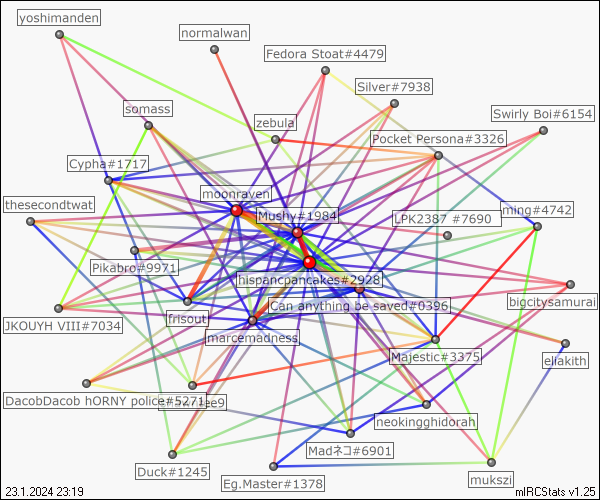 yoshimanden
normalwan
Fedora Stoat#4479
Silver#7938
somass
zebula
Swirly Boi#6154
Pocket Persona#3326
Cypha#1717
moonraven
thesecondtwat
Mushy#1984
LPK2387 #7690
ming#4742
Pikabro#9971
hispancpancakes#2928
bigcitysamurai
frisout
Can anything be saved#0396
JKOUYH VIII#7034
marcemadness
Majestic#3375
eliakith
DacobDacob hORNY police#5271
neokingghidorah
Madネコ#6901
Duck#1245
Eg.Master#1378
mukszi
23.1.2024 23:19
mIRCStats v1.25